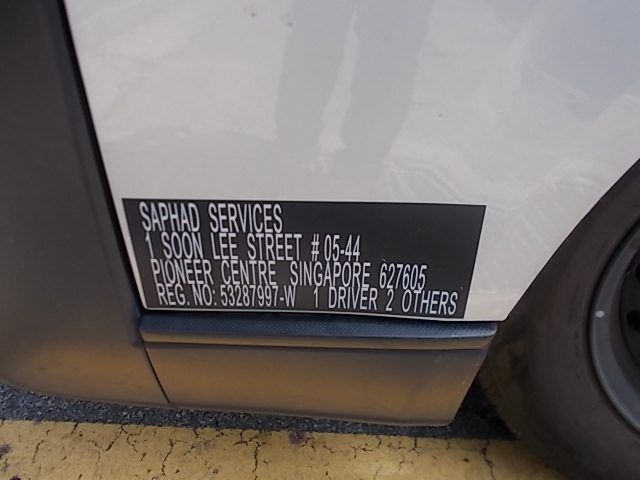 SAPHAD SERVICES
1 SOON LEE STREET # 05-44
PIONEER CENTRE, SINGAPORE 627605
REG. NO: 53287997-W 1 DRIVER 2 OTHERS